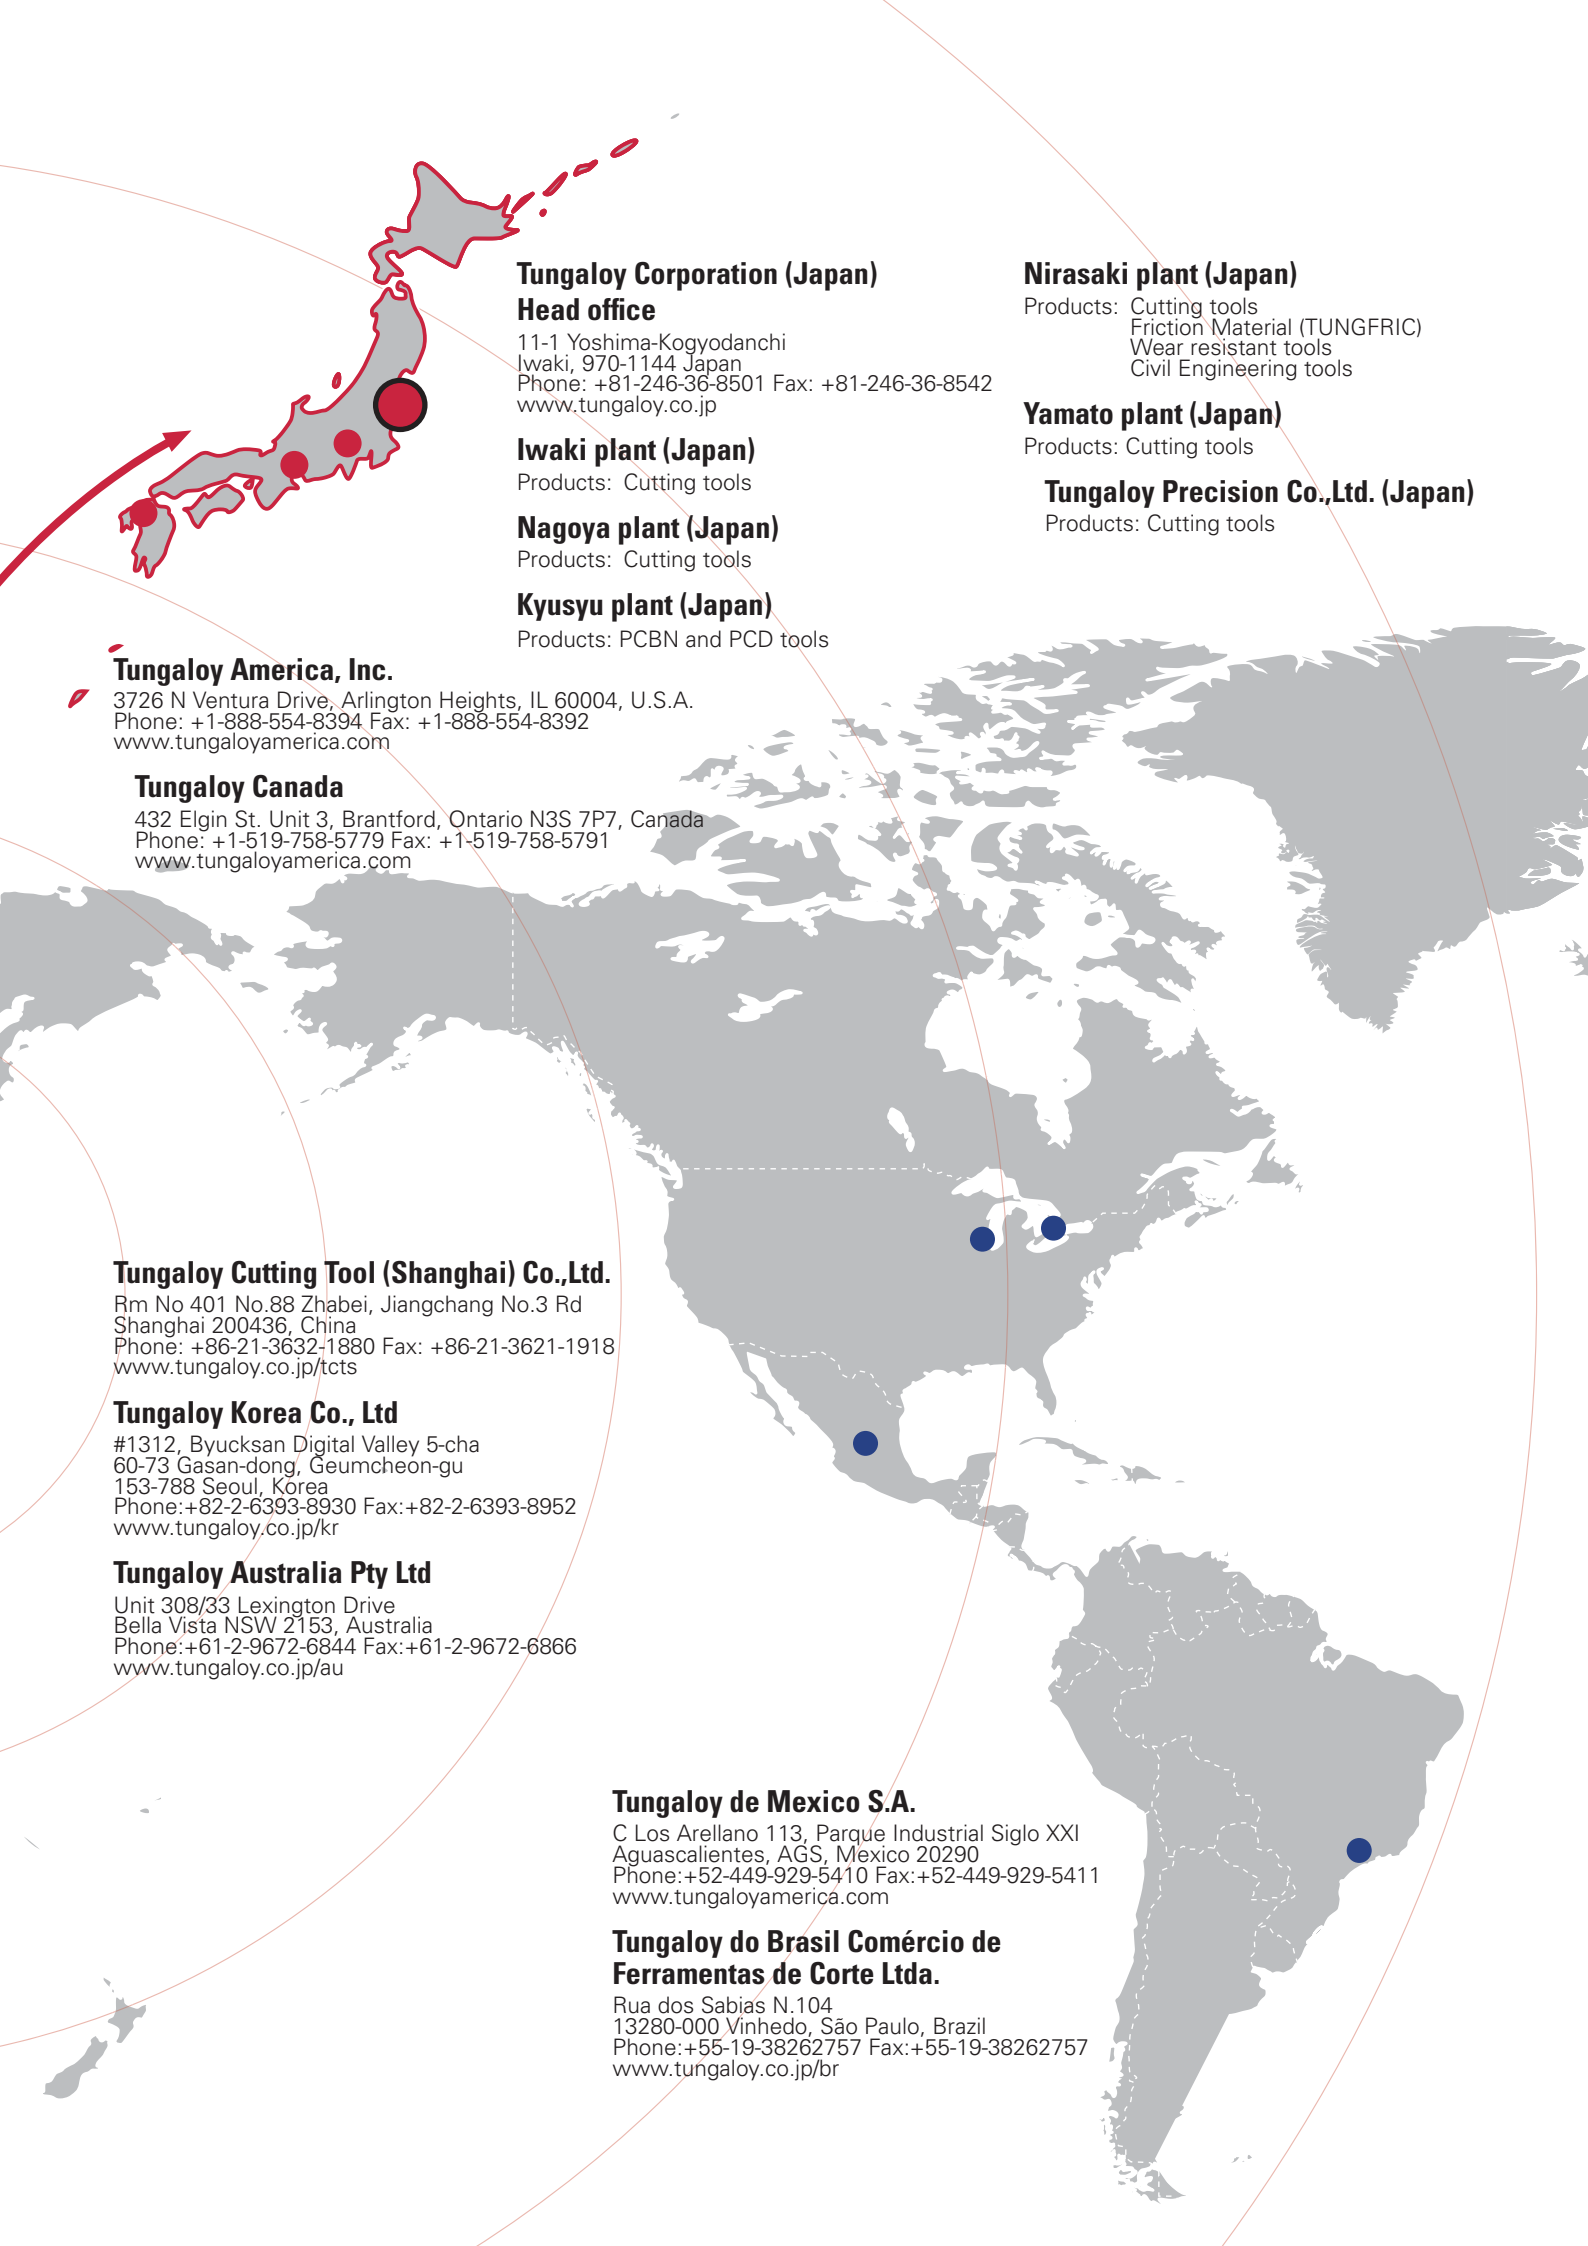 Tungaloy Corporation (Japan)
Head office
11-1 Yoshima-Kogyodanchi
Iwaki, 970-1144 Japan
Phone: +81-246-36-8501 Fax: +81-246-36-8542
www.tungaloy.co.jp
Iwaki plant (Japan)
Products: Cutting tools
Nagoya plant (Japan)
Products: Cutting tools
Kyusyu plant (Japan)
Products: PCBN and PCD tools
Nirasaki plant (Japan)
Products: Cutting tools
Friction Material (TUNGFRIC)
Wear resistant tools
Civil Engineering tools
Yamato plant (Japan)
Products: Cutting tools
Tungaloy Precision Co.,Ltd. (Japan)
Products: Cutting tools
Tungaloy America, Inc.
3726 N Ventura Drive, Arlington Heights, IL 60004, U.S.A.
Phone: +1-888-554-8394 Fax: +1-888-554-8392
www.tungaloyamerica.com
Tungaloy Canada
432 Elgin St. Unit 3, Brantford, Ontario N3S 7P7, Canada
Phone: +1-519-758-5779 Fax: +1-519-758-5791
www.tungaloyamerica.com
Tungaloy Cutting Tool (Shanghai) Co.,Ltd.
Rm No 401 No.88 Zhabei, Jiangchang No.3 Rd
Shanghai 200436, China
Phone: +86-21-3632-1880 Fax: +86-21-3621-1918
www.tungaloy.co.jp/tcts
Tungaloy Korea Co., Ltd
#1312, Byucksan Digital Valley 5-cha
60-73 Gasan-dong, Geumcheon-gu
153-788 Seoul, Korea
Phone:+82-2-6393-8930 Fax:+82-2-6393-8952
www.tungaloy.co.jp/kr
Tungaloy Australia Pty Ltd
Unit 308/33 Lexington Drive
Bella Vista NSW 2153, Australia
Phone:+61-2-9672-6844 Fax:+61-2-9672-6866
www.tungaloy.co.jp/au
Tungaloy de Mexico S.A.
C Los Arellano 113, Parque Industrial Siglo XXI
Aguascalientes, AGS, Mexico 20290
Phone:+52-449-929-5410 Fax:+52-449-929-5411
www.tungaloyamerica.com
Tungaloy do Brasil Comércio de
Ferramentas de Corte Ltda.
Rua dos Sabias N.104
13280-000 Vinhedo, São Paulo, Brazil
Phone:+55-19-38262757 Fax:+55-19-38262757
www.tungaloy.co.jp/br